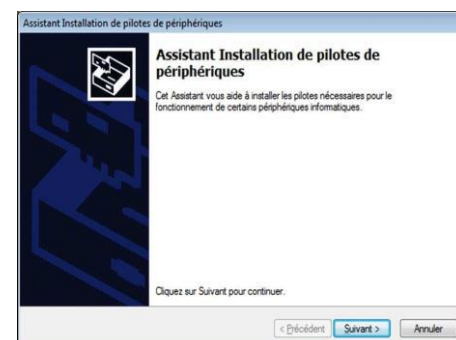 Assistant Installation de pilotes de périphériques
Assistant Installation de pilotes de
périphériques
Cet Assistant vous aide à installer les pilotes nécessaires pour le
fonctionnement de certains périphériques informatiques.
Cliquez sur Suivant pour continuer.
< Précédent Suivant > Annuler